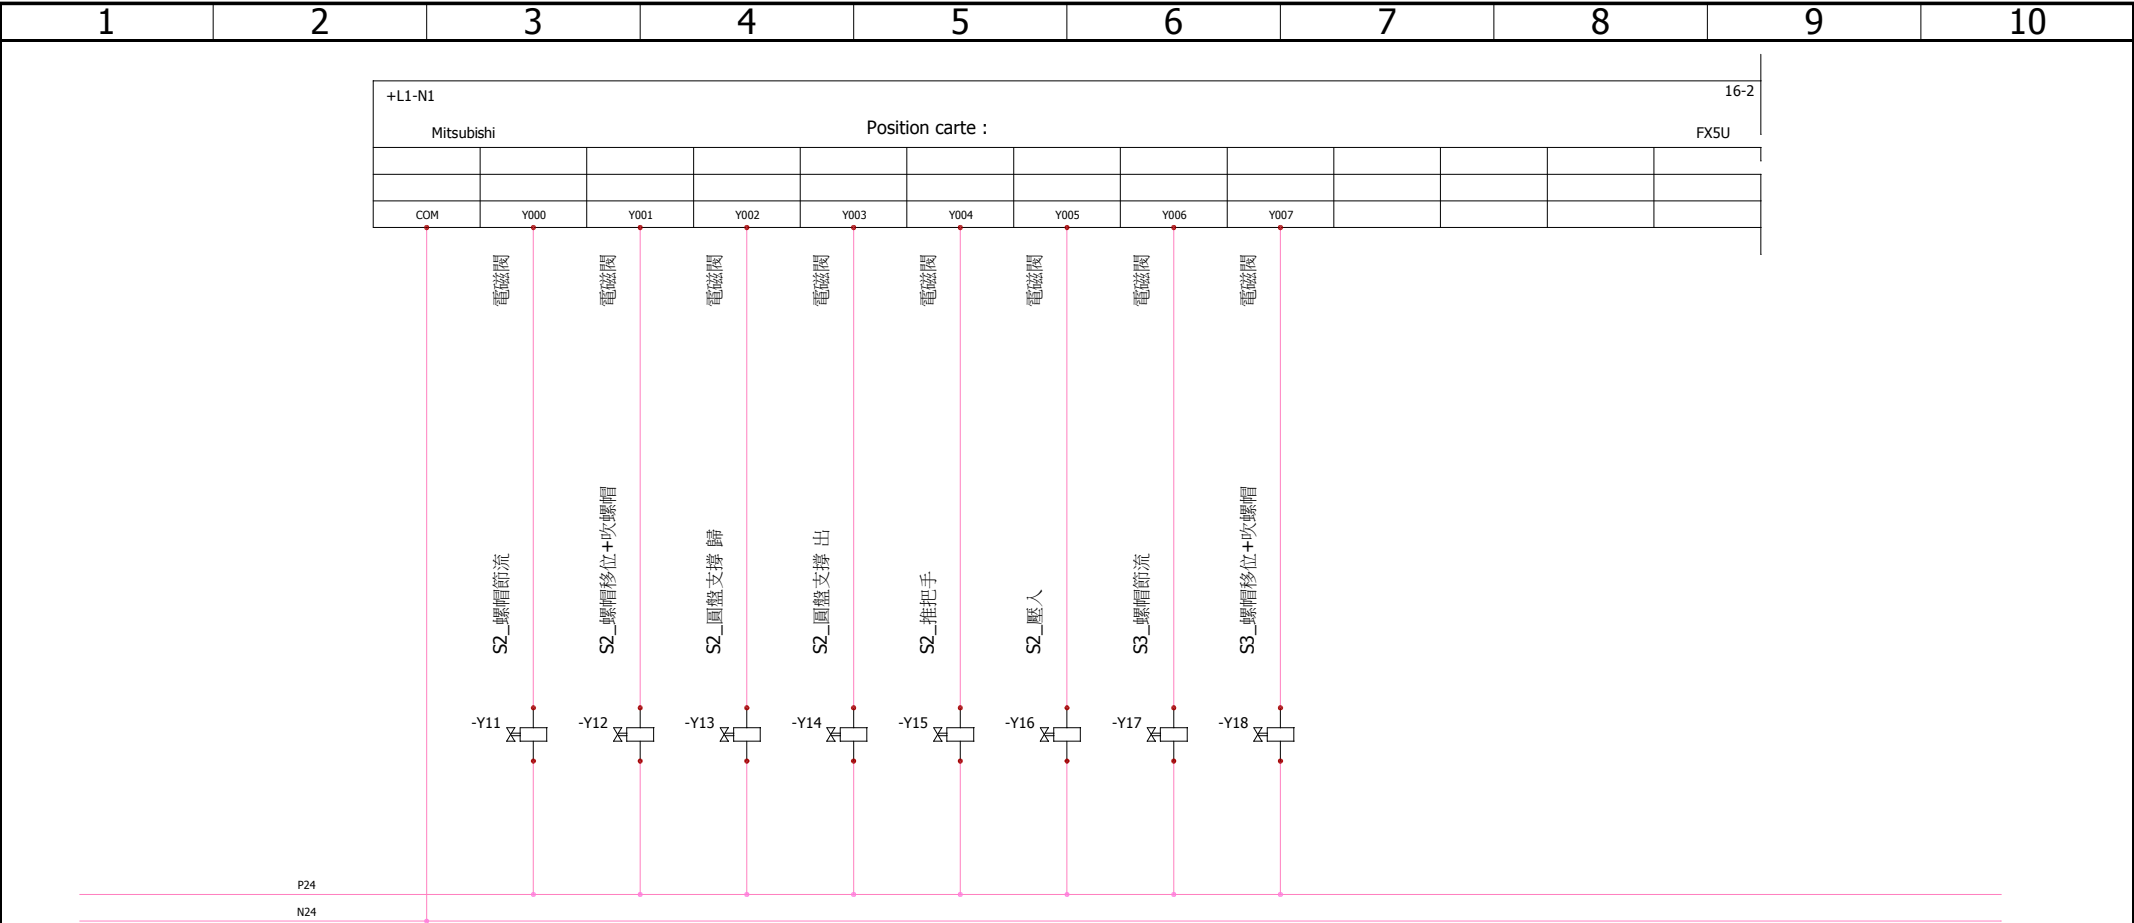 1 2 3 4 5 6 7 8 9 10
+L1-N1 16-2
Mitsubishi Position carte : FX5U
COM Y000 Y001 Y002 Y003 Y004 Y005 Y006 Y007
電磁閥 電磁閥 電磁閥 電磁閥 電磁閥 電磁閥 電磁閥 電磁閥
S2_螺帽節流
S2_螺帽移位+吹螺帽
S2_圓盤支撐 歸
S2_圓盤支撐 出
S2_推把手
S2_壓入
S3_螺帽節流
S3_螺帽移位+吹螺帽
-Y11 -Y12 -Y13 -Y14 -Y15 -Y16 -Y17 -Y18
P24
N24